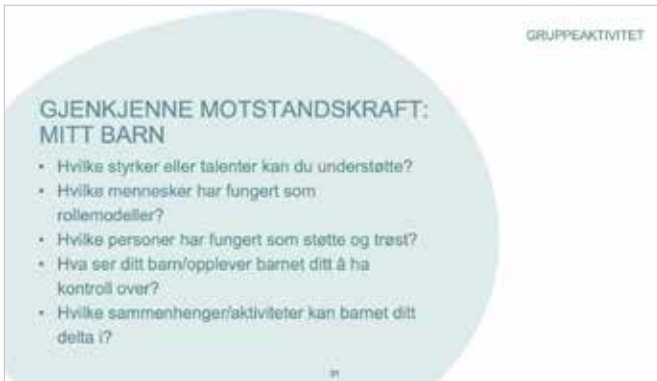 GRUPPEAKTIVITET
GJENKJENNE MOTSTANDSKRAFT:
MITT BARN
• Hvilke styrker eller talenter kan du understøtte?
• Hvilke mennesker har fungert som
rollemodeller?
• Hvilke personer har fungert som støtte og trøst?
• Hva ser ditt barn/opplever barnet ditt å ha
kontroll over?
• Hvilke sammenhenger/aktiviteter kan barnet ditt
delta i?